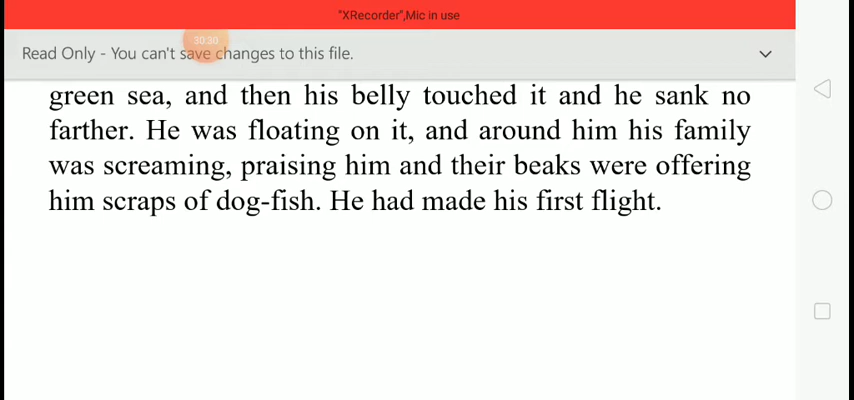 "XRecorder",Mic in use
Read Only - You can't save changes to this file.
30:20
green sea, and then his belly touched it and he sank no
farther. He was floating on it, and around him his family
was screaming, praising him and their beaks were offering
him scraps of dog-fish. He had made his first flight.